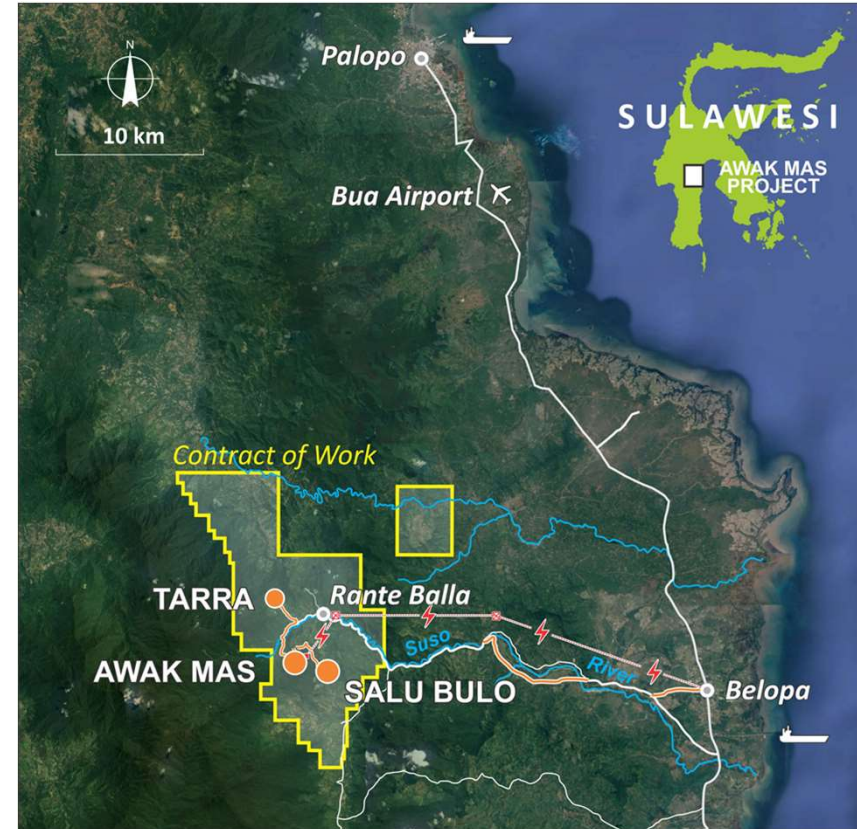 N
10 km
Palopo
Bua Airport
SULAWESI
AWAK MAS
PROJECT
Contract of Work
TARRA
Rante Balla
AWAK MAS
SALU BULO
Suso
River
Belopa